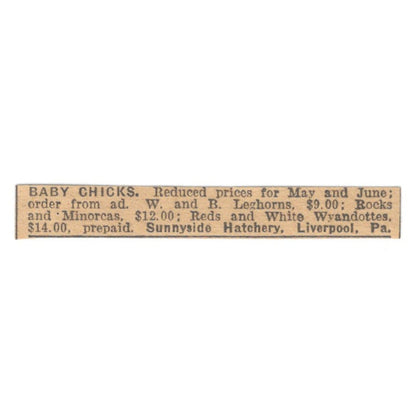 BABY CHICKS. Reduced prices for May and June;
order from ad. W. and B. Leghorns, $9.00; Rocks
and Minorcas, $12.00; Reds and White Wyandottes,
$14.00, prepaid. Sunnyside Hatchery, Liverpool, Pa.